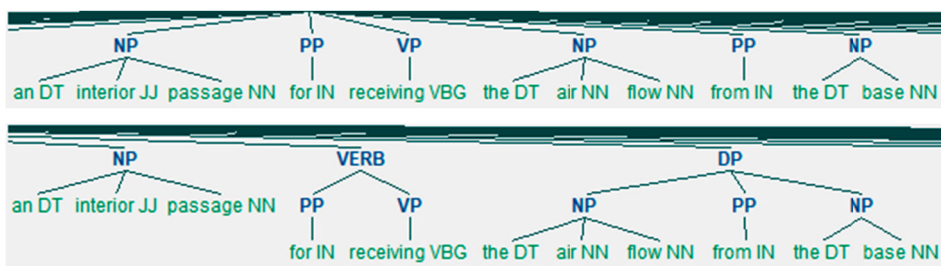 NP PP VP NP PP NP
an DT interior JJ passage NN for IN receiving VBG the DT air NN flow NN from IN the DT base NN
NP VERB DP
an DT interior JJ passage NN PP VP NP PP NP
for IN receiving VBG the DT air NN flow NN from IN the DT base NN